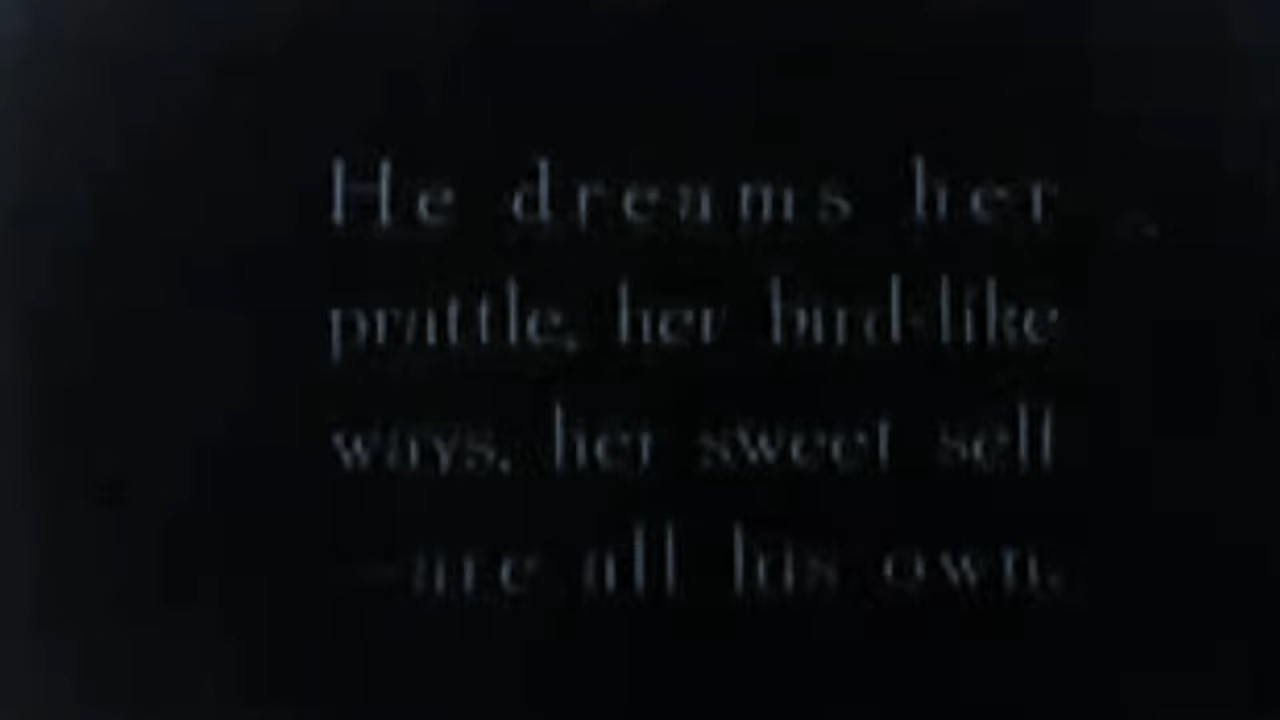 He dreams her
prattle, her bird-like
ways, her sweet self
—are all his own.